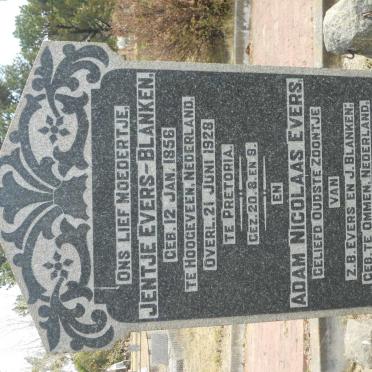 ONS LIEF MOEDERTJE.
JENTJE EVERS-BLANKEN.
GEB. 12 JAN. 1856
TE HOOGEVEEN, NEDERLAND.
OVERL. 21 JUNI 1928
TE PRETORIA.
GEZ. 20. 8. EN 9.
EN
ADAM NICOLAAS EVERS.
GELIEFD OUDSTE ZOONTJE
VAN
Z.B. EVERS EN J. BLANKEN.
GEB. TE OMMEN, NEDERLAND